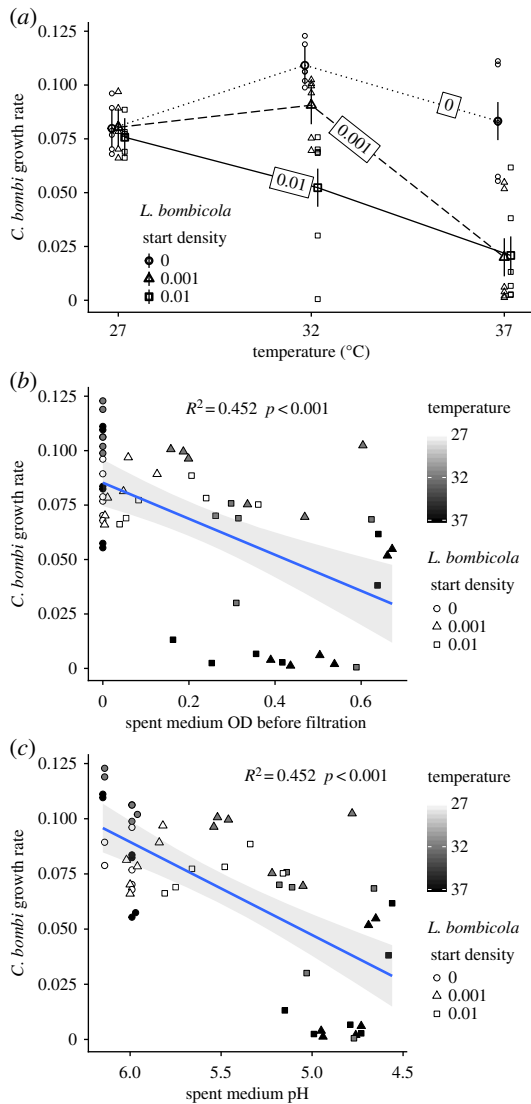 (a)
0.125
0.100
0.075
0.050
0.025
0
C. bombi growth rate
0
0.001
0.01
L. bombicola
start density
0
0.001
0.01
27
32
37
temperature (°C)
(b)
0.125
0.100
0.075
0.050
0.025
0
C. bombi growth rate
R² = 0.452 p < 0.001
0
0.2
0.4
0.6
spent medium OD before filtration
temperature
27
32
37
L. bombicola
start density
0
0.001
0.01
(c)
0.125
0.100
0.075
0.050
0.025
0
C. bombi growth rate
R² = 0.452 p < 0.001
6.0
5.5
5.0
4.5
spent medium pH
temperature
27
32
37
L. bombicola
start density
0
0.001
0.01